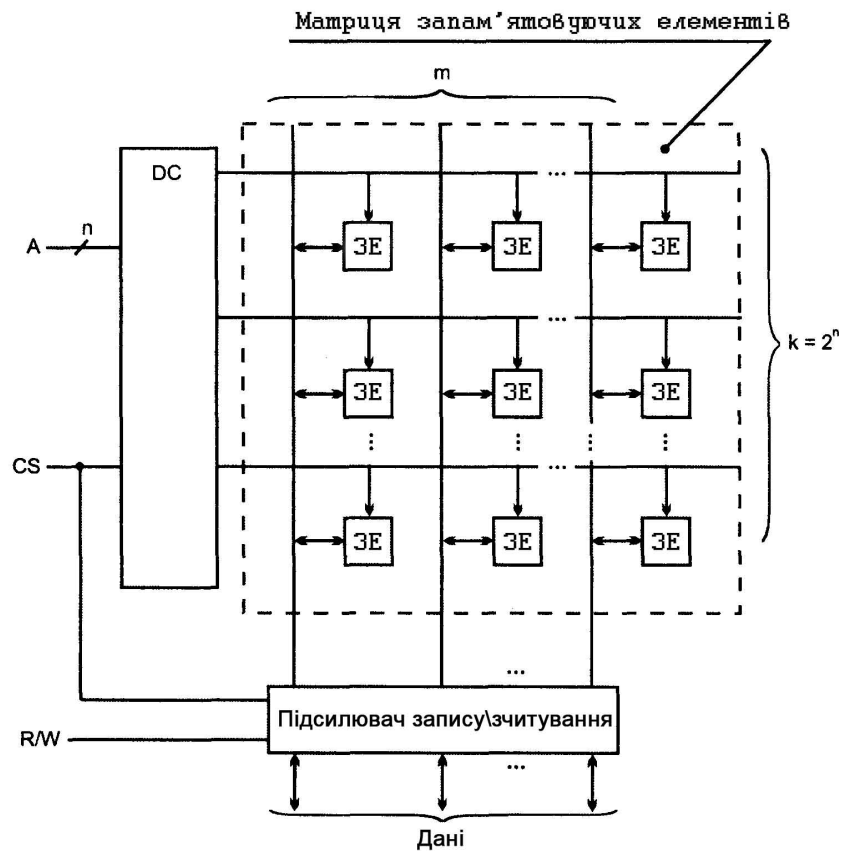 Матриця запам’ятовуючих елементів
m
DC
...
n
A
ЗЕ ЗЕ ЗЕ
...
k = 2ⁿ
ЗЕ ЗЕ ЗЕ
... ... ... ...
CS
...
ЗЕ ЗЕ ЗЕ
...
Підсилювач запису\зчитування
R/W
...
Дані